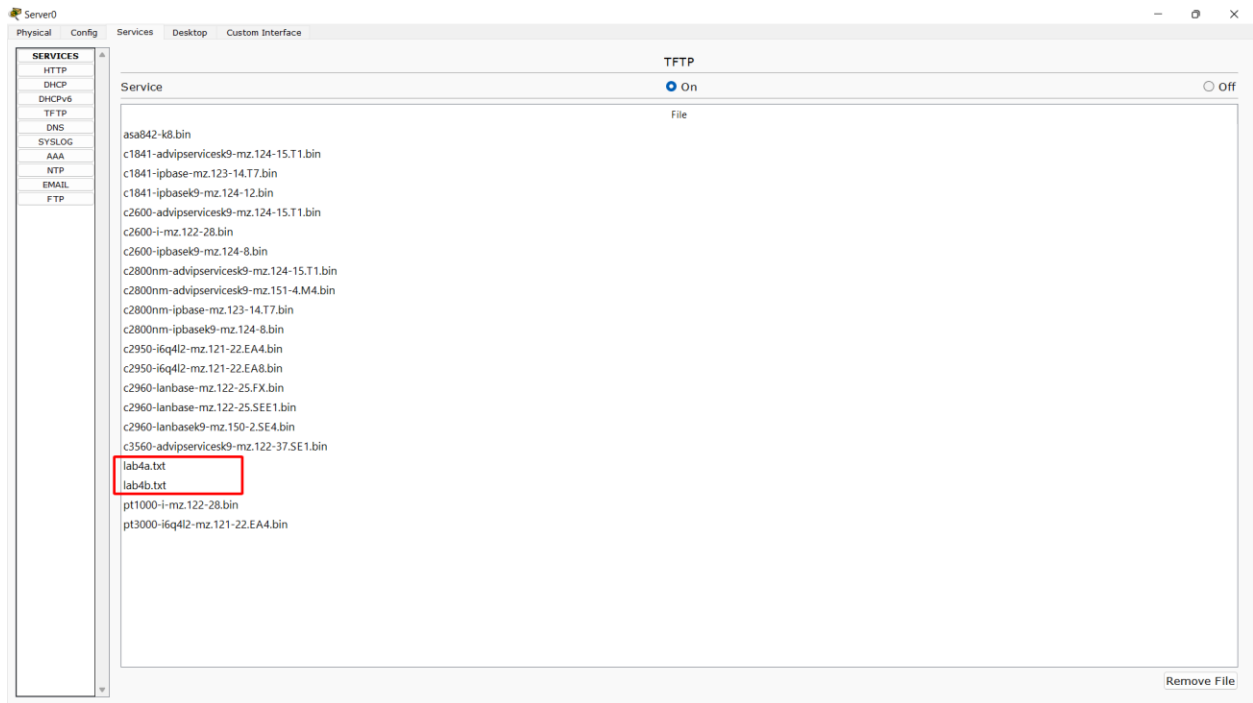 Server0
Physical Config Services Desktop Custom Interface
SERVICES
HTTP
DHCP
DHCPv6
TFTP
DNS
SYSLOG
AAA
NTP
EMAIL
FTP
TFTP
Service On Off
File
asa842-k8.bin
c1841-advipservicesk9-mz.124-15.T1.bin
c1841-ipbase-mz.123-14.T7.bin
c1841-ipbasek9-mz.124-12.bin
c2600-advipservicesk9-mz.124-15.T1.bin
c2600-i-mz.122-28.bin
c2600-ipbasek9-mz.124-8.bin
c2800nm-advipservicesk9-mz.124-15.T1.bin
c2800nm-advipservicesk9-mz.151-4.M4.bin
c2800nm-ipbase-mz.123-14.T7.bin
c2800nm-ipbasek9-mz.124-8.bin
c2950-i6q4l2-mz.121-22.EA4.bin
c2950-i6q4l2-mz.121-22.EA8.bin
c2960-lanbase-mz.122-25.FX.bin
c2960-lanbase-mz.122-25.SEE1.bin
c2960-lanbasek9-mz.150-2.SE4.bin
c3560-advipservicesk9-mz.122-37.SE1.bin
lab4a.txt
lab4b.txt
pt1000-i-mz.122-28.bin
pt3000-i6q4l2-mz.121-22.EA4.bin
Remove File